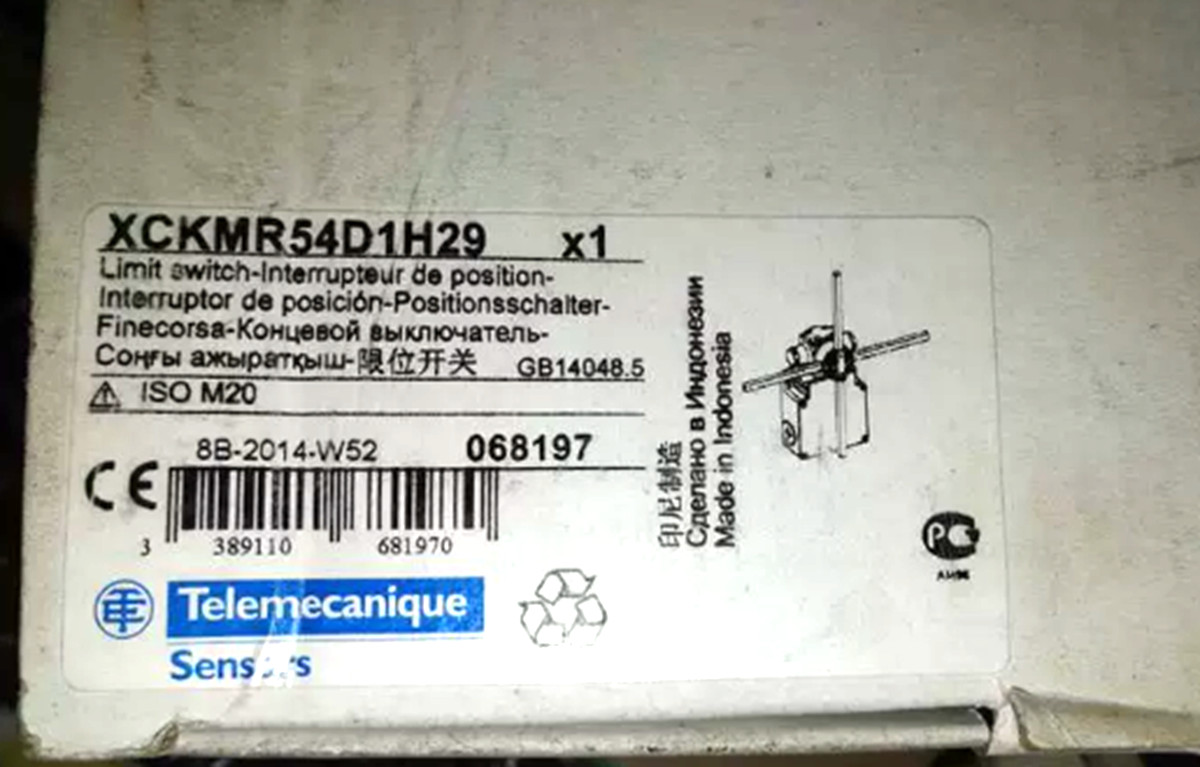 XCKMR54D1H29 x1
Limit switch-Interrupteur de position-
Interruptor de posición-Positionsschalter-
Finecorsa-Концевой выключатель-
Соңғы ажыратқыш-限位开关 GB14048.5
ISO M20
8B-2014-W52 068197
CE
3 389110 681970
Telemecanique
Sensors
印尼制造
Сделано в Индонезии
Made in Indonesia